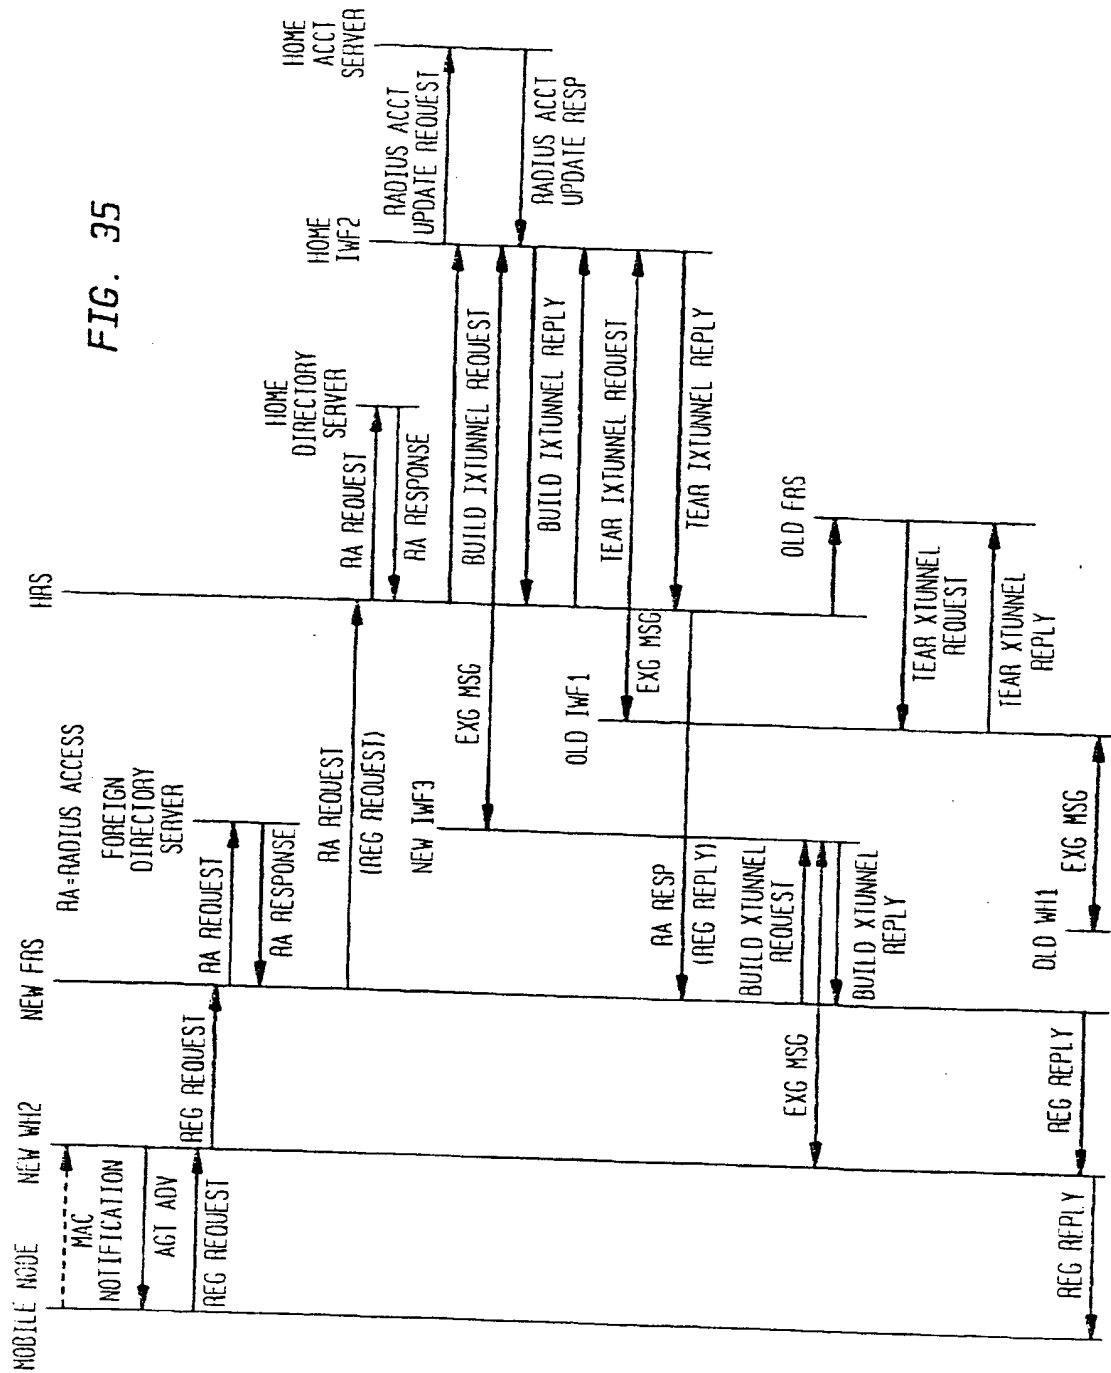 FIG. 35
MOBILE NODE
NEW WH2
NEW FRS
HRS
RA=RADIUS ACCESS
FOREIGN
DIRECTORY
SERVER
HOME
DIRECTORY
SERVER
HOME
IWF2
HOME
ACCT
SERVER
MAC
NOTIFICATION
AGT ADV
REG REQUEST
REG REQUEST
RA REQUEST
RA RESPONSE
RA REQUEST
(REG REQUEST)
RA REQUEST
RA RESPONSE
RADIUS ACCT
UPDATE REQUEST
RADIUS ACCT
UPDATE RESP
BUILD IXTUNNEL REQUEST
NEW IWF3
EXG MSG
BUILD IXTUNNEL REPLY
TEAR IXTUNNEL REQUEST
OLD IWF1
EXG MSG
TEAR IXTUNNEL REPLY
RA RESP
(REG REPLY)
BUILD XTUNNEL
REQUEST
EXG MSG
BUILD XTUNNEL
REPLY
OLD FRS
TEAR XTUNNEL
REQUEST
TEAR XTUNNEL
REPLY
OLD WH1
EXG MSG
REG REPLY
REG REPLY